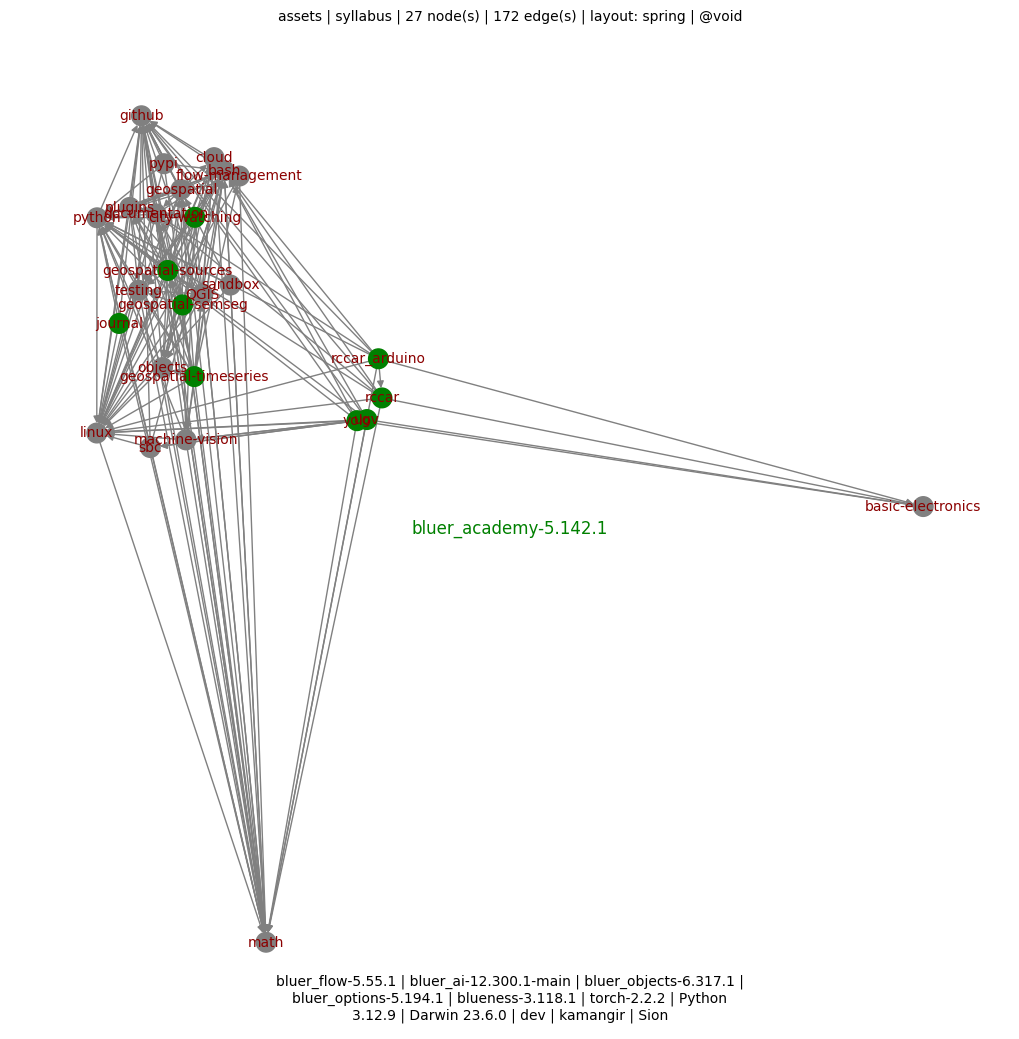 assets | syllabus | 27 node(s) | 172 edge(s) | layout: spring | @void
github
cloud
pypi
bash
flow-management
geospatial
plugins
documentation
python
city-watching
geospatial-sources
sandbox
testing
QGIS
geospatial-semseg
journal
rccar_arduino
objects
geospatial-timeseries
rccar
yolo
linux
machine-vision
sbc
basic-electronics
bluer_academy-5.142.1
math
bluer_flow-5.55.1 | bluer_ai-12.300.1-main | bluer_objects-6.317.1 |
bluer_options-5.194.1 | blueness-3.118.1 | torch-2.2.2 | Python
3.12.9 | Darwin 23.6.0 | dev | kamangir | Sion